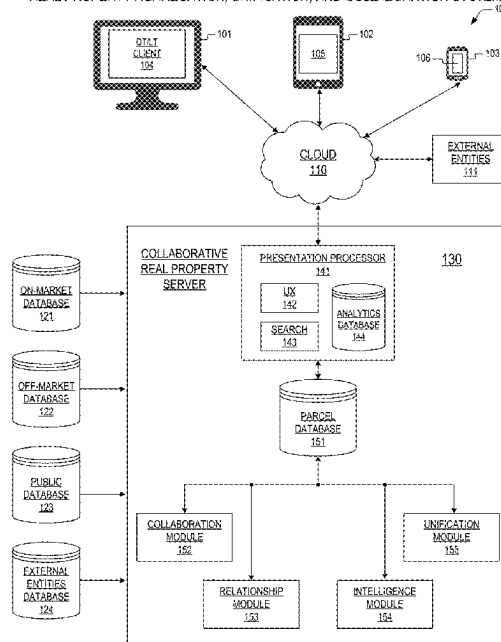 101
DT/LT
CLIENT
104
102
105
106
103
CLOUD
110
EXTERNAL
ENTITIES
111
COLLABORATIVE
REAL PROPERTY
SERVER
130
PRESENTATION PROCESSOR
141
UX
142
SEARCH
143
ANALYTICS
DATABASE
144
ON-MARKET
DATABASE
121
OFF-MARKET
DATABASE
122
PUBLIC
DATABASE
123
EXTERNAL
ENTITIES
DATABASE
124
PARCEL
DATABASE
151
COLLABORATION
MODULE
152
RELATIONSHIP
MODULE
153
INTELLIGENCE
MODULE
154
UNIFICATION
MODULE
155